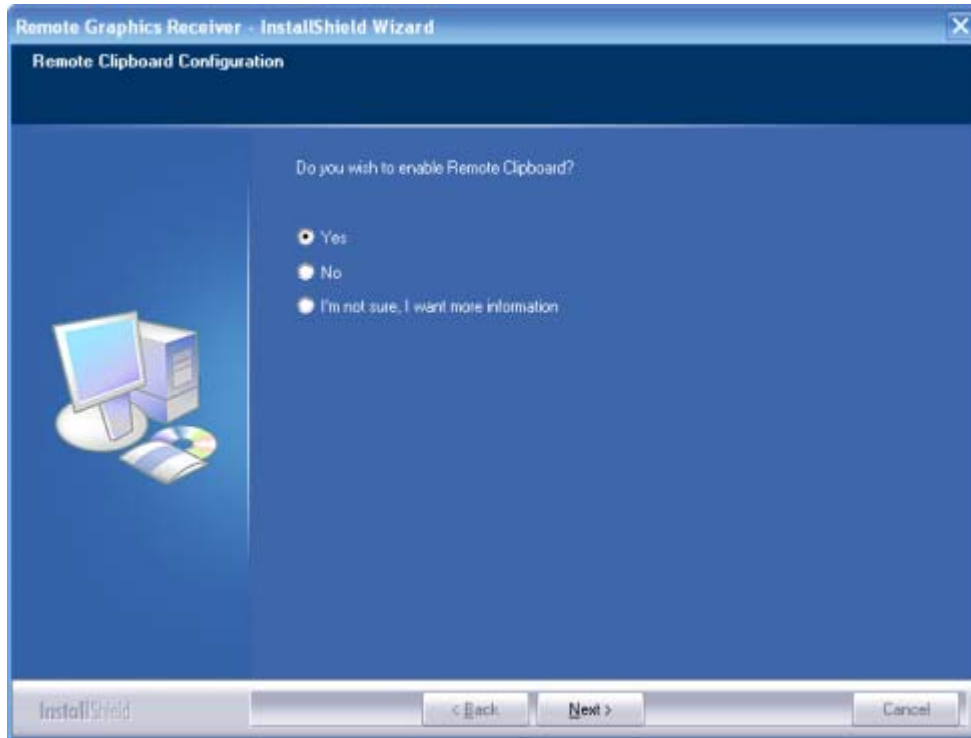 Remote Graphics Receiver - InstallShield Wizard
Remote Clipboard Configuration
Do you wish to enable Remote Clipboard?
Yes
No
I'm not sure, I want more information
InstallShield
< Back
Next >
Cancel